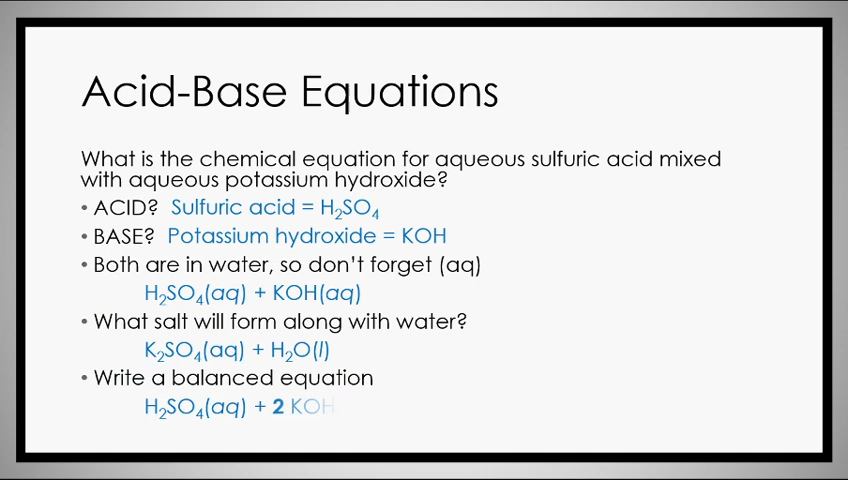 Acid-Base Equations
What is the chemical equation for aqueous sulfuric acid mixed
with aqueous potassium hydroxide?
• ACID? Sulfuric acid = H₂SO₄
• BASE? Potassium hydroxide = KOH
• Both are in water, so don't forget (aq)
H₂SO₄(aq) + KOH(aq)
• What salt will form along with water?
K₂SO₄(aq) + H₂O(l)
• Write a balanced equation
H₂SO₄(aq) + 2 KOH